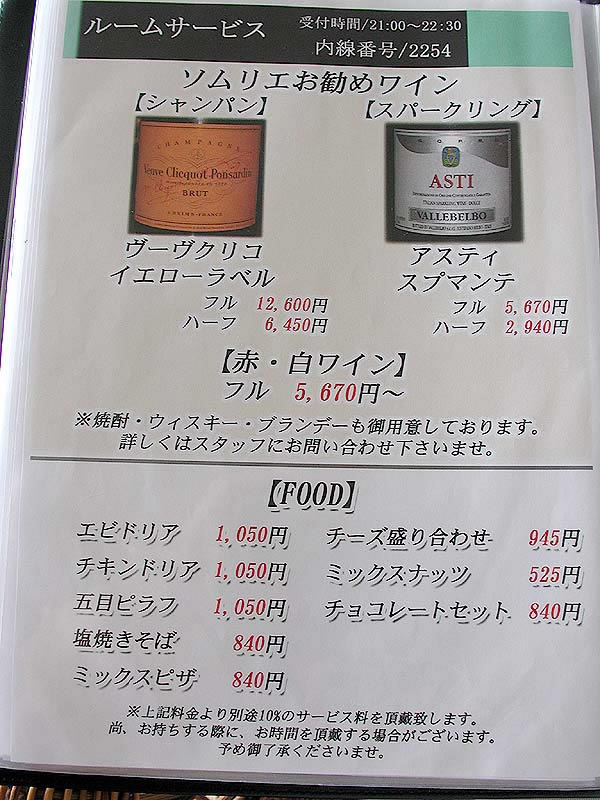 ルームサービス
受付時間/21:00〜22:30
内線番号/2254
ソムリエお勧めワイン
【シャンパン】
【スパークリング】
CHAMPAGNE
Veuve Clicquot Ponsardin
BRUT
REIMS-FRANCE
ASTI
VALLEBELBO
ヴーヴクリコ
イエローラベル
フル 12,600円
ハーフ 6,450円
アスティ
スプマンテ
フル 5,670円
ハーフ 2,940円
【赤・白ワイン】
フル 5,670円〜
※焼酎・ウィスキー・ブランデーも御用意しております。
詳しくはスタッフにお問い合わせ下さいませ。
【FOOD】
エビドリア 1,050円
チキンドリア 1,050円
五目ピラフ 1,050円
塩焼きそば 840円
ミックスピザ 840円
チーズ盛り合わせ 945円
ミックスナッツ 525円
チョコレートセット 840円
※上記料金より別途10%のサービス料を頂戴致します。
尚、お持ちする際に、お時間を頂戴する場合がございます。
予め御了承くださいませ。